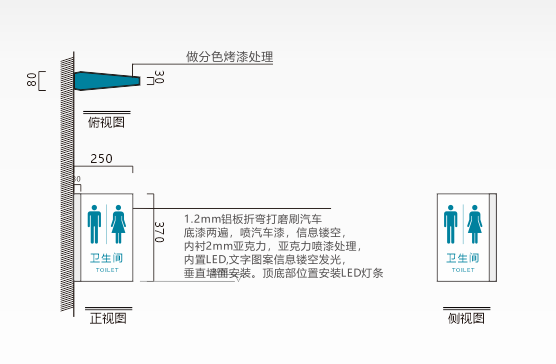 做分色烤漆处理
80
30
俯视图
250
30
卫生间
TOILET
370
1.2mm铝板折弯打磨刷汽车
底漆两遍，喷汽车漆，信息镂空，
内衬2mm亚克力，亚克力喷漆处理，
内置LED,文字图案信息镂空发光，
垂直墙面安装。顶底部位置安装LED灯条
正视图
卫生间
TOILET
侧视图